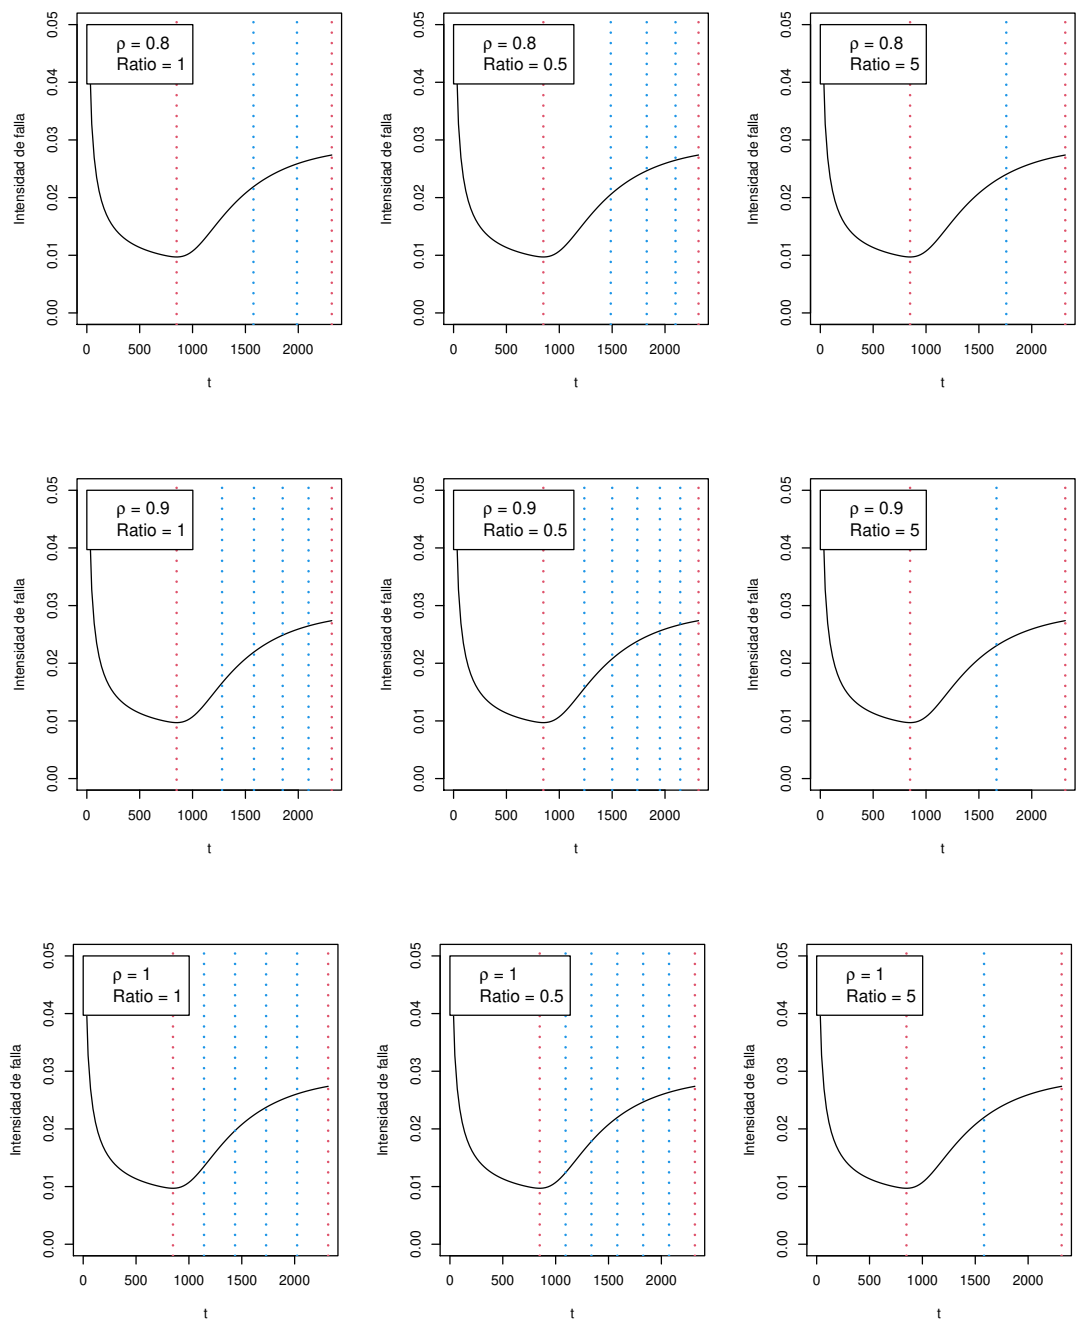 ρ = 0.8
Ratio = 1
Intensidad de falla
0.00 0.01 0.02 0.03 0.04 0.05
0 500 1000 1500 2000
t
ρ = 0.8
Ratio = 0.5
Intensidad de falla
0.00 0.01 0.02 0.03 0.04 0.05
0 500 1000 1500 2000
t
ρ = 0.8
Ratio = 5
Intensidad de falla
0.00 0.01 0.02 0.03 0.04 0.05
0 500 1000 1500 2000
t
ρ = 0.9
Ratio = 1
Intensidad de falla
0.00 0.01 0.02 0.03 0.04 0.05
0 500 1000 1500 2000
t
ρ = 0.9
Ratio = 0.5
Intensidad de falla
0.00 0.01 0.02 0.03 0.04 0.05
0 500 1000 1500 2000
t
ρ = 0.9
Ratio = 5
Intensidad de falla
0.00 0.01 0.02 0.03 0.04 0.05
0 500 1000 1500 2000
t
ρ = 1
Ratio = 1
Intensidad de falla
0.00 0.01 0.02 0.03 0.04 0.05
0 500 1000 1500 2000
t
ρ = 1
Ratio = 0.5
Intensidad de falla
0.00 0.01 0.02 0.03 0.04 0.05
0 500 1000 1500 2000
t
ρ = 1
Ratio = 5
Intensidad de falla
0.00 0.01 0.02 0.03 0.04 0.05
0 500 1000 1500 2000
t